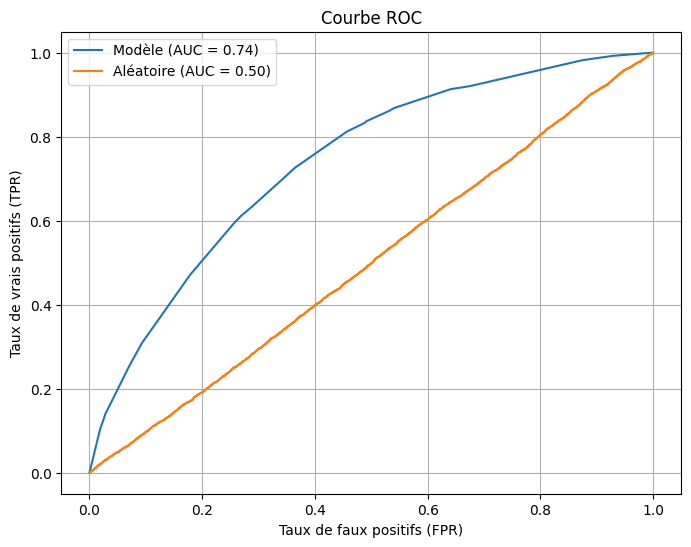 Courbe ROC
Modèle (AUC = 0.74)
Aléatoire (AUC = 0.50)
Taux de vrais positifs (TPR)
1.0
0.8
0.6
0.4
0.2
0.0
0.0 0.2 0.4 0.6 0.8 1.0
Taux de faux positifs (FPR)